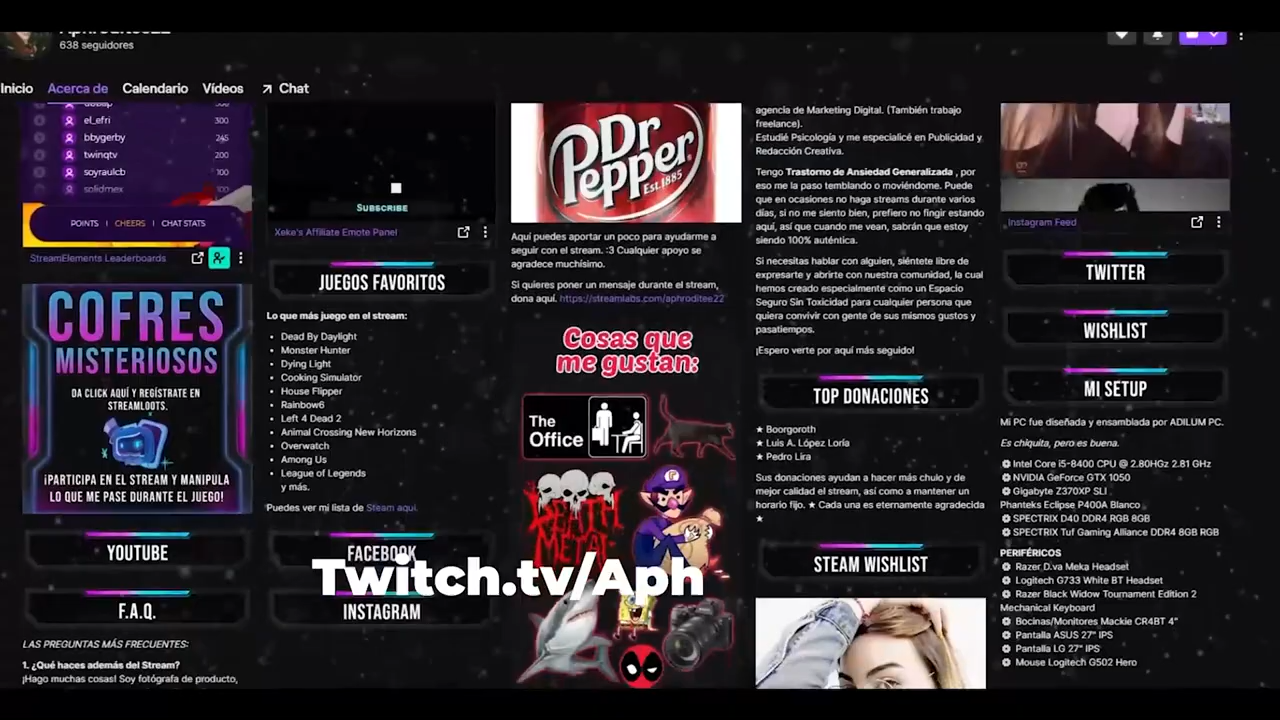 638 seguidores
Inicio Acerca de Calendario Vídeos Chat
el_efri 300
bbygerby 245
twinqtv 200
soyraulcb 100
solidmex 100
POINTS | CHEERS | CHAT STATS
StreamElements Leaderboards
COFRES
MISTERIOSOS
DA CLICK AQUÍ Y REGÍSTRATE EN
STREAMLOOTS.
¡PARTICIPA EN EL STREAM Y MANIPULA
LO QUE ME PASE DURANTE EL JUEGO!
YOUTUBE
F.A.Q.
LAS PREGUNTAS MÁS FRECUENTES:
1. ¿Qué haces además del Stream?
¡Hago muchas cosas! Soy fotógrafa de producto,
SUBSCRIBE
Xeke's Affiliate Emote Panel
JUEGOS FAVORITOS
Lo que más juego en el stream:
Dead By Daylight
Monster Hunter
Dying Light
Cooking Simulator
House Flipper
Rainbow6
Left 4 Dead 2
Animal Crossing New Horizons
Overwatch
Among Us
League of Legends
y más.
Puedes ver mi lista de Steam aquí.
FACEBOOK
Twitch.tv/Aph
INSTAGRAM
Dr
Pepper
Est. 1885
Aquí puedes aportar un poco para ayudarme a
seguir con el stream. :3 Cualquier apoyo se
agradece muchísimo.
Si quieres poner un mensaje durante el stream,
dona aquí. https://streamlabs.com/aphroditee22
Cosas que
me gustan:
The
Office
DEATH
METAL
agencia de Marketing Digital. (También trabajo
freelance).
Estudié Psicología y me especialicé en Publicidad y
Redacción Creativa.
Tengo Trastorno de Ansiedad Generalizada , por
eso me la paso temblando o moviéndome. Puede
que en ocasiones no haga streams durante varios
días, si no me siento bien, prefiero no fingir estando
aquí, así que cuando me vean, sabrán que estoy
siendo 100% auténtica.
Si necesitas hablar con alguien, siéntete libre de
expresarte y abrirte con nuestra comunidad, la cual
hemos creado especialmente como un Espacio
Seguro Sin Toxicidad para cualquier persona que
quiera convivir con gente de sus mismos gustos y
pasatiempos.
¡Espero verte por aquí más seguido!
TOP DONACIONES
★ Boorgoroth
★ Luis A. López Loría
★ Pedro Lira
Sus donaciones ayudan a hacer más chulo y de
mejor calidad el stream, así como a mantener un
horario fijo. ★ Cada una es eternamente agradecida
★
STEAM WISHLIST
Instagram Feed
TWITTER
WISHLIST
MI SETUP
Mi PC fue diseñada y ensamblada por ADILUM PC.
Es chiquita, pero es buena.
Intel Core i5-8400 CPU @ 2.80HGz 2.81 GHz
NVIDIA GeForce GTX 1050
Gigabyte Z370XP SLI
Phanteks Eclipse P400A Blanco
SPECTRIX D40 DDR4 RGB 8GB
SPECTRIX Tuf Gaming Alliance DDR4 8GB RGB
PERIFÉRICOS
Razer D.va Meka Headset
Logitech G733 White BT Headset
Razer Black Widow Tournament Edition 2
Mechanical Keyboard
Bocinas/Monitores Mackie CR4BT 4"
Pantalla ASUS 27" IPS
Pantalla LG 27" IPS
Mouse Logitech G502 Hero